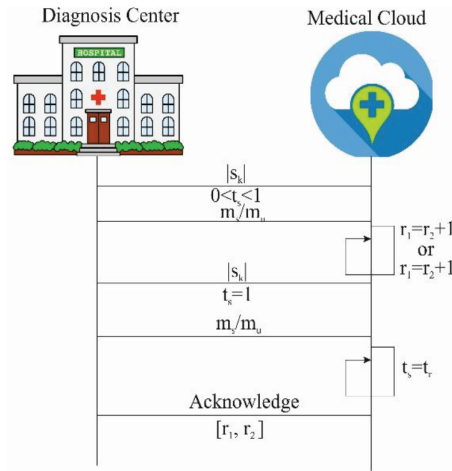 Diagnosis Center
Medical Cloud
HOSPITAL
|sₖ|
0<tₛ<1
mₛ/mᵤ
r₁=r₂+1
or
r₁=r₂+1
|sₖ|
tₛ=1
mₛ/mᵤ
tₛ=tᵣ
Acknowledge
[r₁, r₂]